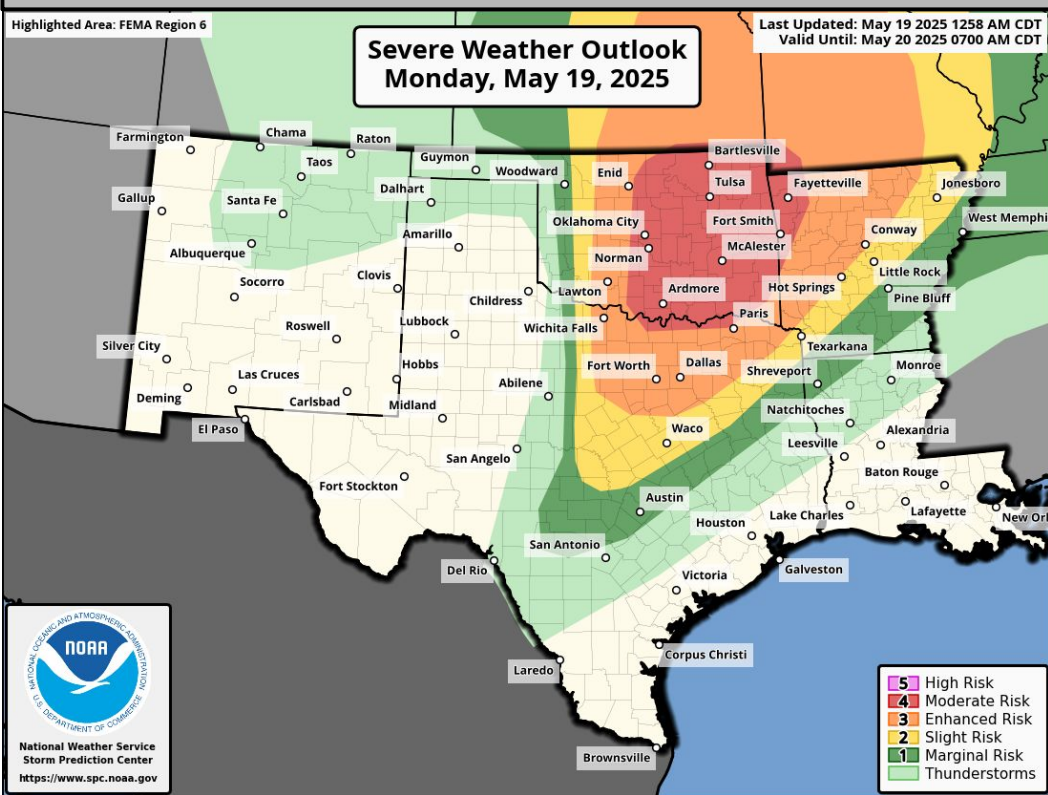 Highlighted Area: FEMA Region 6
Severe Weather Outlook
Monday, May 19, 2025
Last Updated: May 19 2025 1258 AM CDT
Valid Until: May 20 2025 0700 AM CDT
Farmington
Chama
Raton
Taos
Guymon
Woodward
Enid
Bartlesville
Tulsa
Fayetteville
Jonesboro
Gallup
Santa Fe
Dalhart
Oklahoma City
Fort Smith
Conway
West Memphi
Albuquerque
Amarillo
Norman
McAlester
Little Rock
Socorro
Clovis
Childress
Lawton
Ardmore
Hot Springs
Pine Bluff
Roswell
Lubbock
Wichita Falls
Paris
Texarkana
Silver City
Las Cruces
Hobbs
Fort Worth
Dallas
Shreveport
Monroe
Deming
Carlsbad
Midland
Abilene
Natchitoches
El Paso
Waco
Alexandria
San Angelo
Leesville
Fort Stockton
Baton Rouge
Austin
Houston
Lake Charles
Lafayette
New Orl
San Antonio
Del Rio
Victoria
Galveston
Laredo
Corpus Christi
Brownsville
NATIONAL OCEANIC AND ATMOSPHERIC ADMINISTRATION
NOAA
U.S. DEPARTMENT OF COMMERCE
National Weather Service
Storm Prediction Center
https://www.spc.noaa.gov
5 High Risk
4 Moderate Risk
3 Enhanced Risk
2 Slight Risk
1 Marginal Risk
Thunderstorms